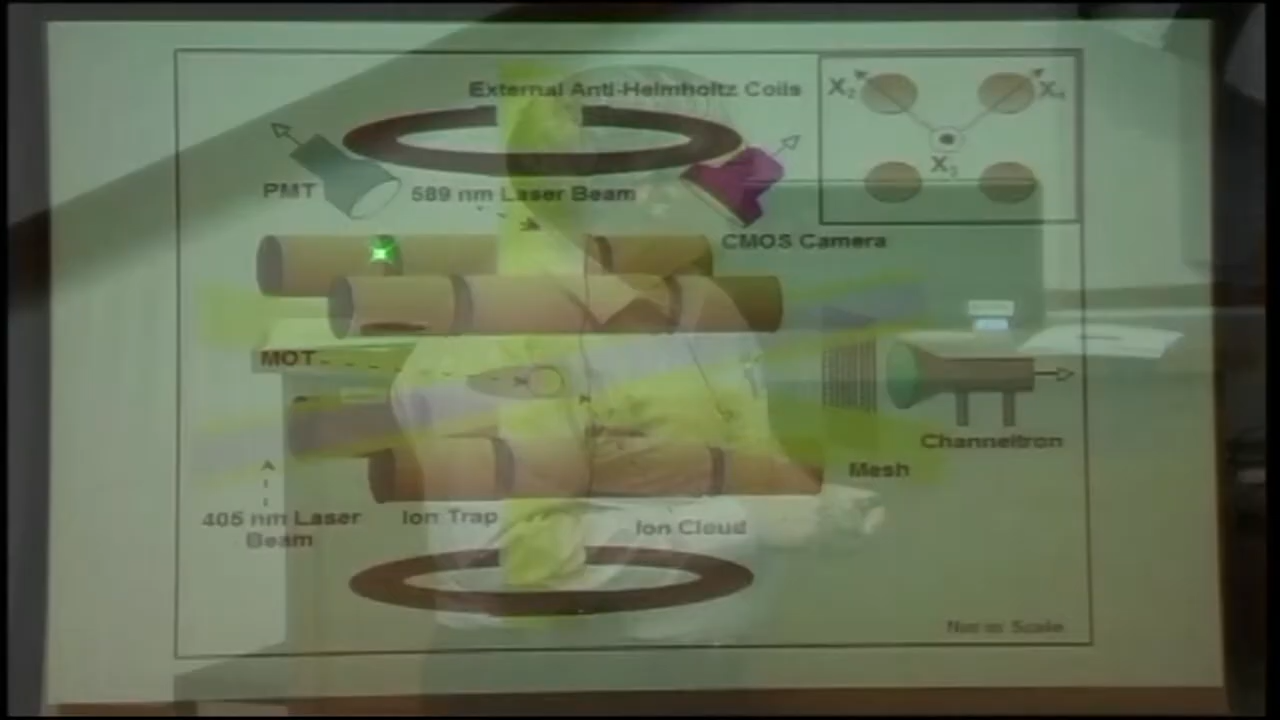 External Anti-Helmholtz Coils
X2
X4
X3
PMT
589 nm Laser Beam
CMOS Camera
MOT
Channeltron
Mesh
405 nm Laser
Beam
Ion Trap
Ion Cloud
Not to Scale